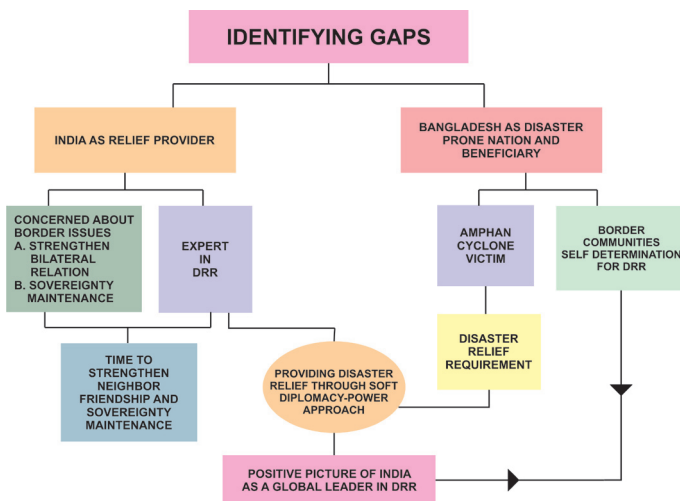 IDENTIFYING GAPS
INDIA AS RELIEF PROVIDER
BANGLADESH AS DISASTER
PRONE NATION AND
BENEFICIARY
CONCERNED ABOUT
BORDER ISSUES
A. STRENGTHEN
BILATERAL
RELATION
B. SOVEREIGNTY
MAINTENANCE
EXPERT
IN
DRR
AMPHAN
CYCLONE
VICTIM
BORDER
COMMUNITIES
SELF DETERMINATION
FOR DRR
TIME TO
STRENGTHEN
NEIGHBOR
FRIENDSHIP AND
SOVEREIGNTY
MAINTENANCE
PROVIDING DISASTER
RELIEF THROUGH SOFT
DIPLOMACY-POWER
APPROACH
DISASTER
RELIEF
REQUIREMENT
POSITIVE PICTURE OF INDIA
AS A GLOBAL LEADER IN DRR